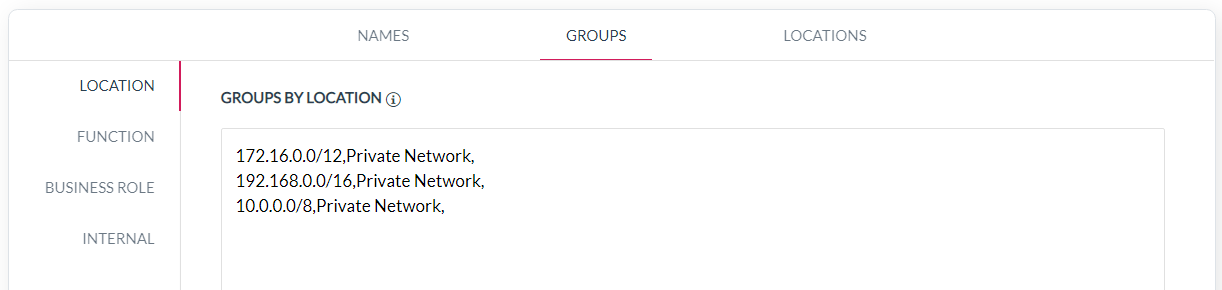 NAMES
GROUPS
LOCATIONS
LOCATION
FUNCTION
BUSINESS ROLE
INTERNAL
GROUPS BY LOCATION
172.16.0.0/12,Private Network,
192.168.0.0/16,Private Network,
10.0.0.0/8,Private Network,